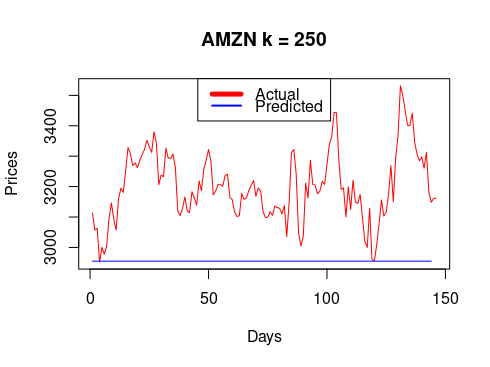 AMZN k = 250
Actual
Predicted
Prices
3400
3200
3000
0 50 100 150
Days